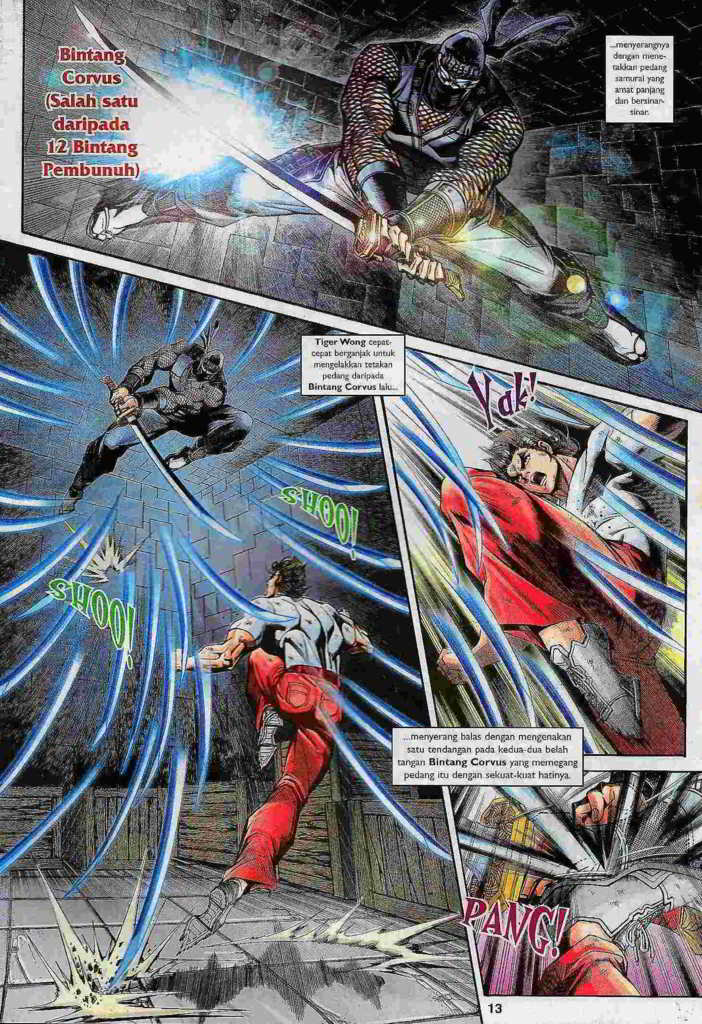 Bintang
Corvus
(Salah satu
daripada
12 Bintang
Pembunuh)
...menyerangnya
dengan mene-
takkan pedang
samurai yang
amat panjang
dan bersinar-
sinar.
Tiger Wong cepat-
cepat berganjak untuk
mengelakkan tetakan
pedang daripada
Bintang Corvus lalu...
Yak!
SHOO!
SHOO!
...menyerang balas dengan mengenakan
satu tendangan pada kedua-dua belah
tangan Bintang Corvus yang memegang
pedang itu dengan sekuat-kuat hatinya.
PANG!
13